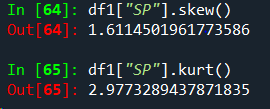 In [64]: df1["SP"].skew()
Out[64]: 1.6114501961773586
In [65]: df1["SP"].kurt()
Out[65]: 2.9773289437871835